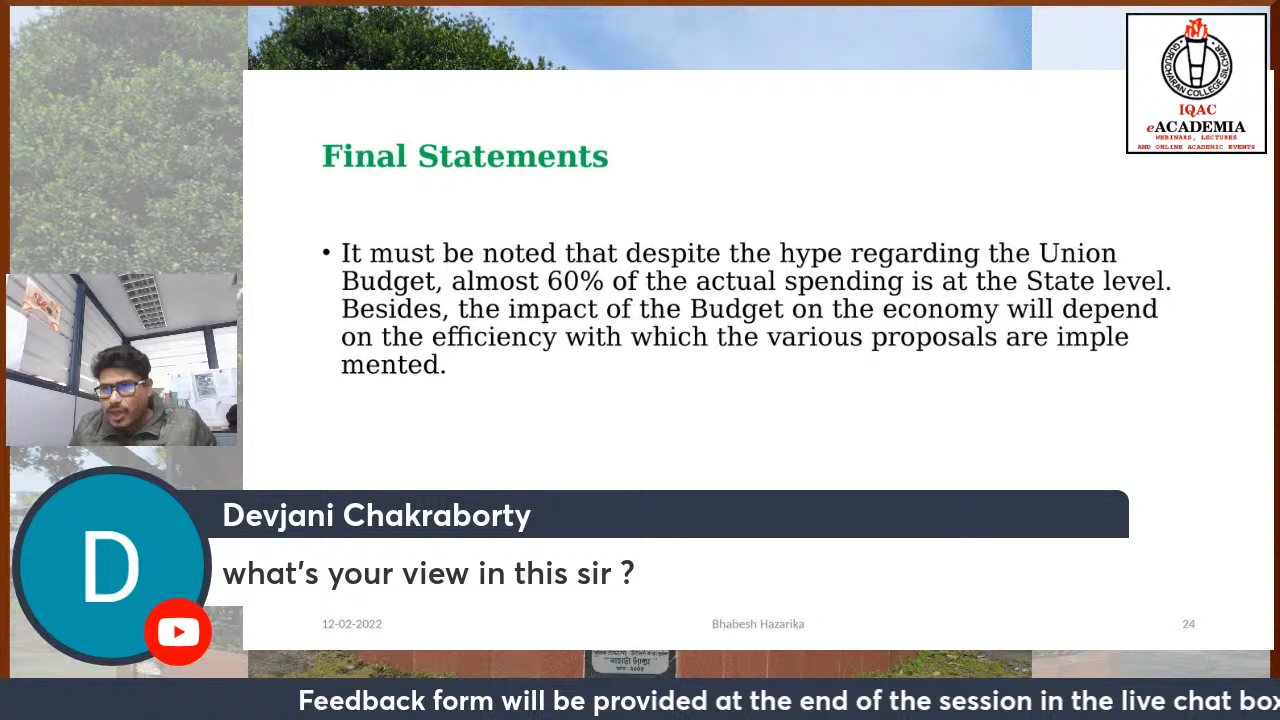 GURUCHARAN COLLEGE SILCHAR
IQAC
eACADEMIA
WEBINARS, LECTURES
AND ONLINE ACADEMIC EVENTS
Final Statements
• It must be noted that despite the hype regarding the Union
Budget, almost 60% of the actual spending is at the State level.
Besides, the impact of the Budget on the economy will depend
on the efficiency with which the various proposals are imple
mented.
D
Devjani Chakraborty
what's your view in this sir ?
12-02-2022
Bhabesh Hazarika
24
Feedback form will be provided at the end of the session in the live chat box